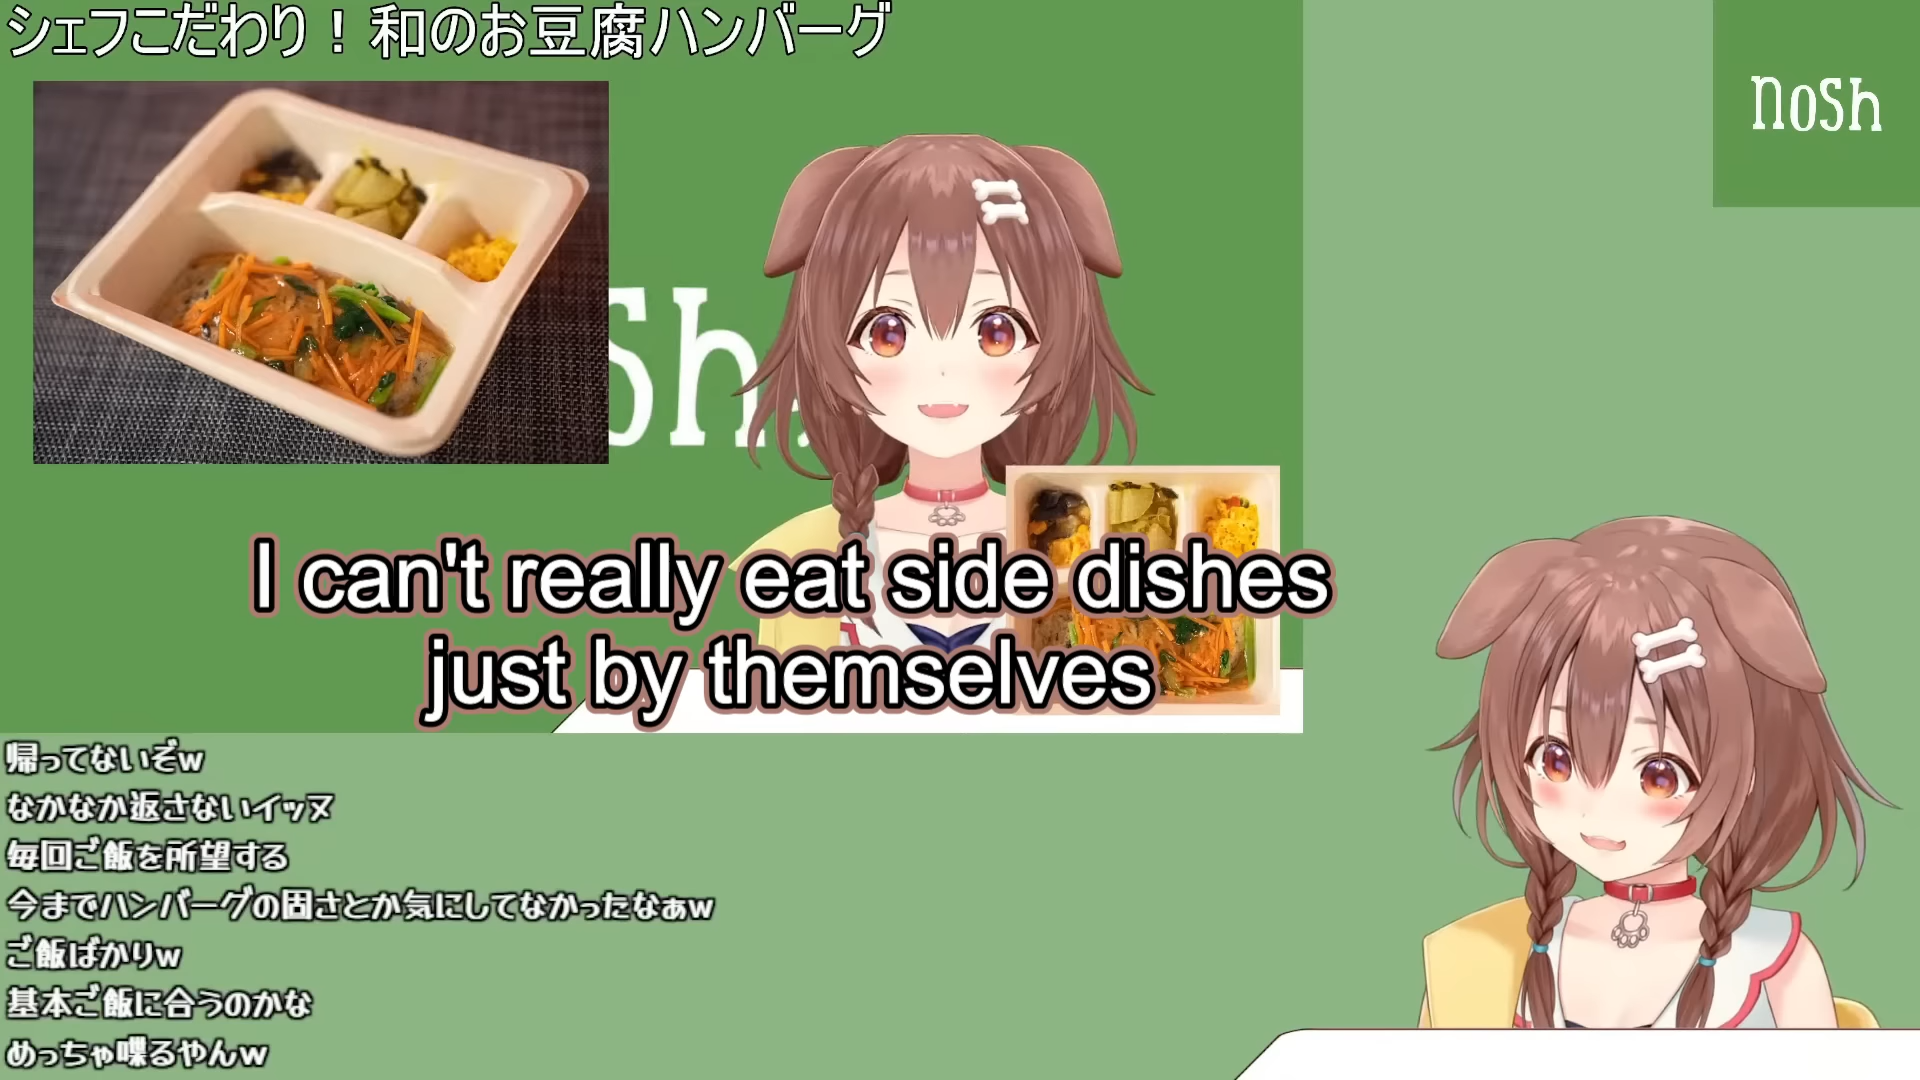 シェフこだわり！和のお豆腐ハンバーグ
nosh
sh.
I can't really eat side dishes
just by themselves
帰ってないぞw
なかなか返さないイッヌ
毎回ご飯を所望する
今までハンバーグの固さとか気にしてなかったなぁw
ご飯ばかりw
基本ご飯に合うのかな
めっちゃ喋るやんw